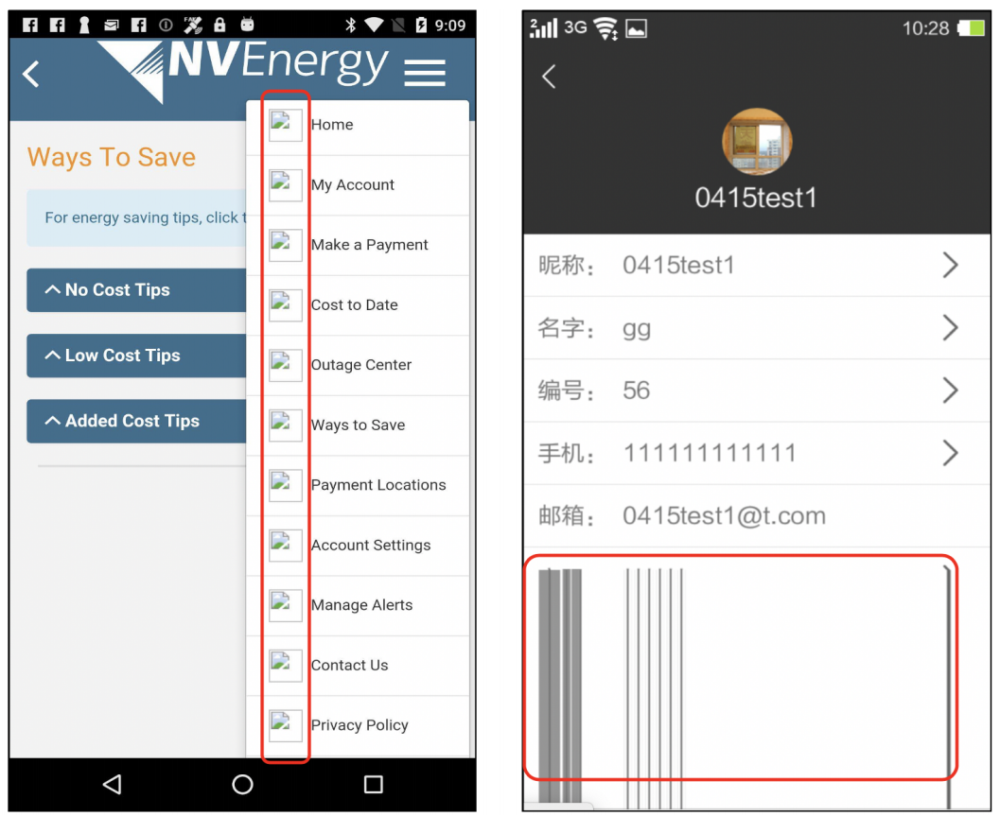 9:09
NVEnergy
Home
Ways To Save
My Account
For energy saving tips, click t
Make a Payment
No Cost Tips
Cost to Date
Low Cost Tips
Outage Center
Added Cost Tips
Ways to Save
Payment Locations
Account Settings
Manage Alerts
Contact Us
Privacy Policy
2 3G 10:28
0415test1
昵称： 0415test1
名字： gg
编号： 56
手机： 111111111111
邮箱： 0415test1@t.com